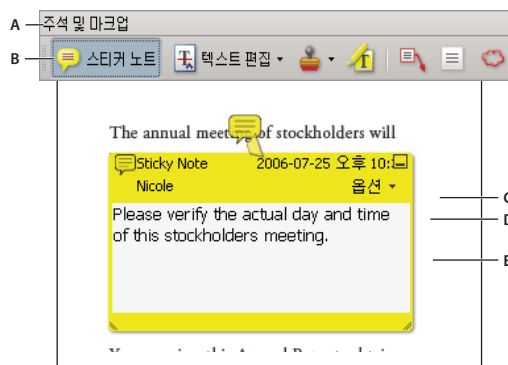 A 주석 및 마크업
B 스티커 노트 텍스트 편집 T
The annual meeting of stockholders will
Sticky Note 2006-07-25 오후 10:
Nicole 옵션
C
Please verify the actual day and time
D
of this stockholders meeting.
E